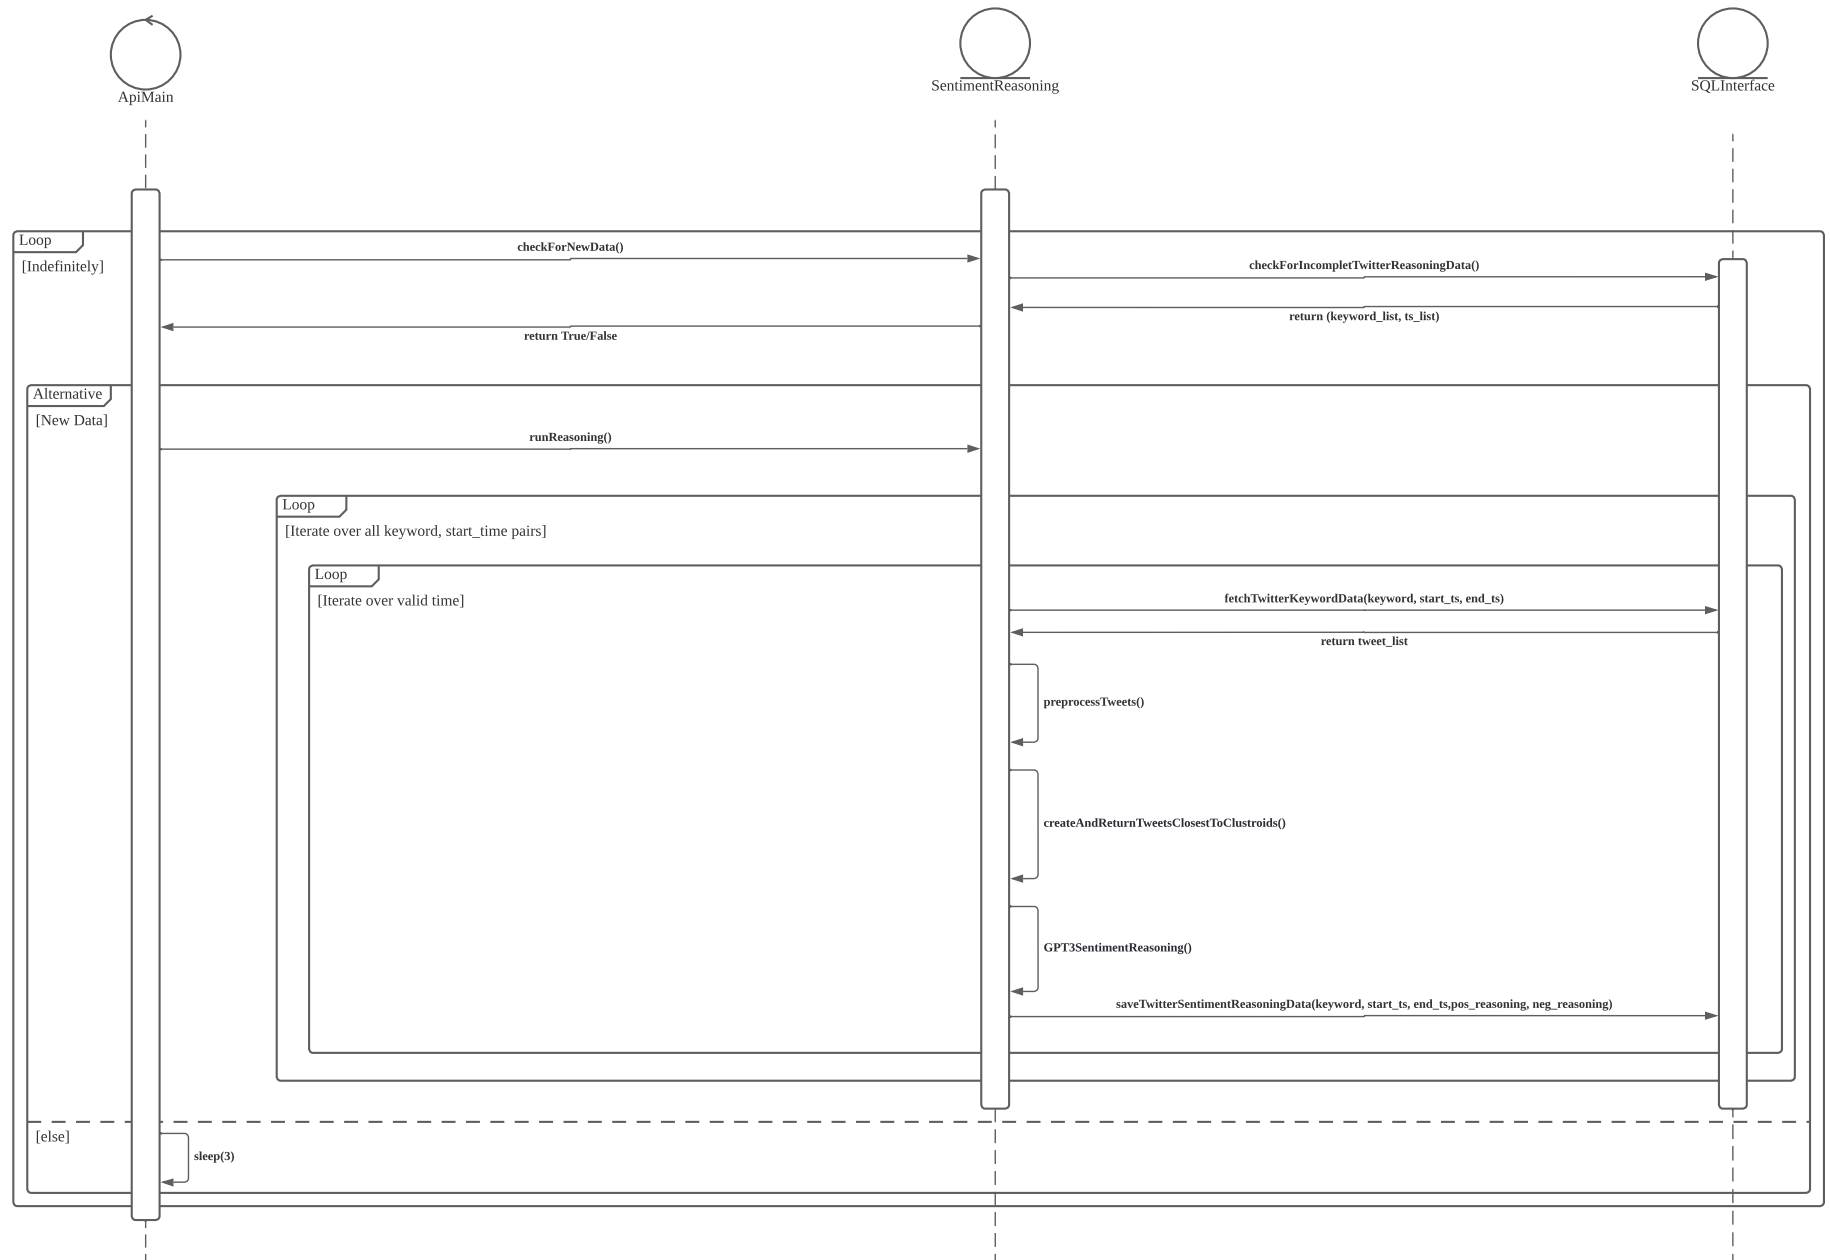 ApiMain
SentimentReasoning
SQLInterface
Loop
[Indefinitely]
checkForNewData()
checkForIncompletTwitterReasoningData()
return (keyword_list, ts_list)
return True/False
Alternative
[New Data]
runReasoning()
Loop
[Iterate over all keyword, start_time pairs]
Loop
[Iterate over valid time]
fetchTwitterKeywordData(keyword, start_ts, end_ts)
return tweet_list
preprocessTweets()
createAndReturnTweetsClosestToClustroids()
GPT3SentimentReasoning()
saveTwitterSentimentReasoningData(keyword, start_ts, end_ts,pos_reasoning, neg_reasoning)
[else]
sleep(3)